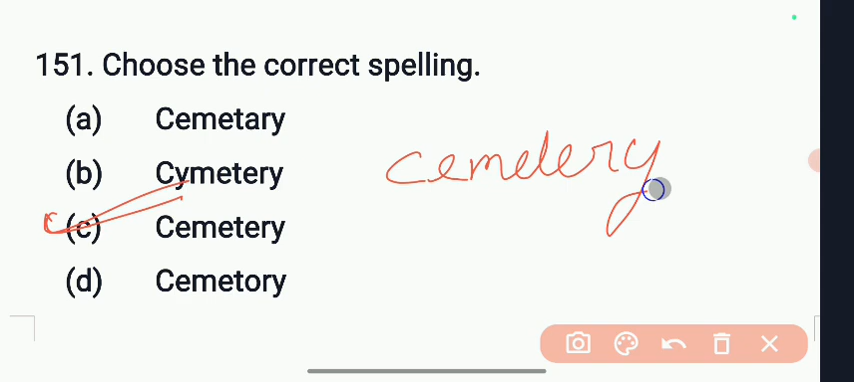 151. Choose the correct spelling.
(a) Cemetary
cemetery
(b) Cymetery
(c) Cemetery
(d) Cemetory